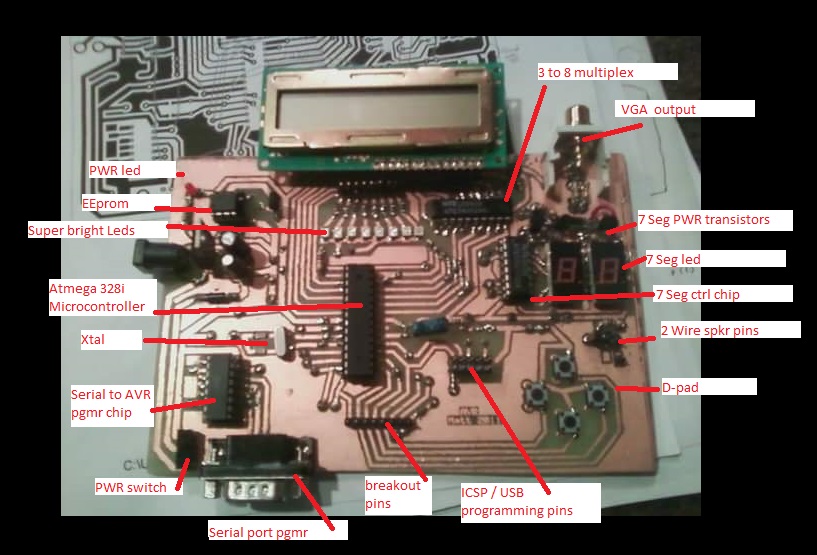 3 to 8 multiplex
VGA output
PWR led
EEprom
7 Seg PWR transistors
Super bright Leds
7 Seg led
Atmega 328i
Microcontroller
7 Seg ctrl chip
Xtal
2 Wire spkr pins
Serial to AVR
pgmr chip
D-pad
Matt 2011
C:\
PWR switch
breakout
pins
ICSP / USB
programming pins
Serial port pgmr